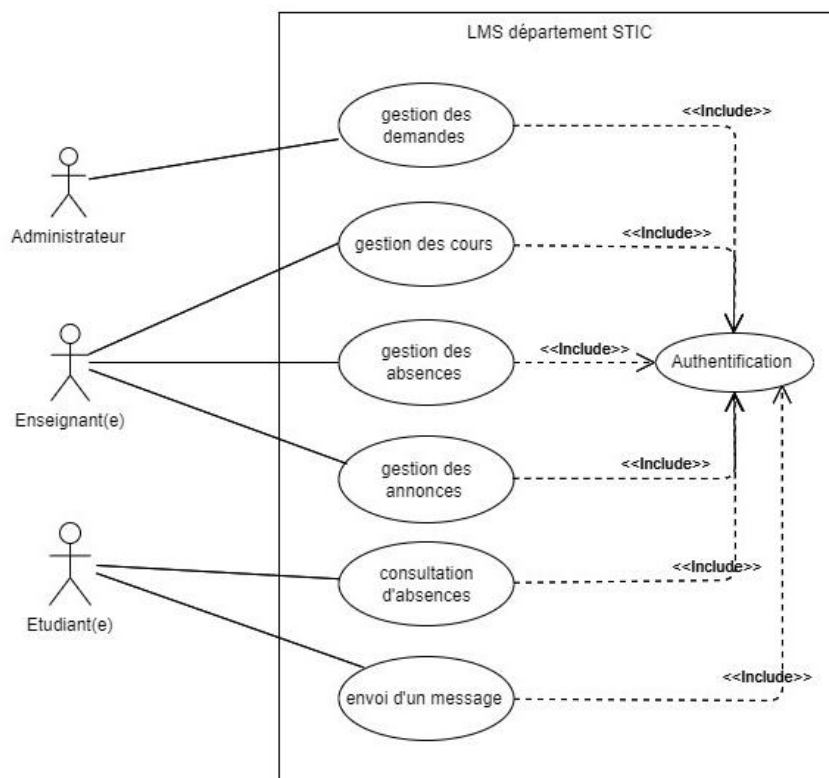 LMS département STIC
gestion des
demandes
<<Include>>
Administrateur
gestion des cours
<<Include>>
Enseignant(e)
gestion des
absences
<<Include>>
Authentification
gestion des
annonces
<<Include>>
Etudiant(e)
consultation
d'absences
<<Include>>
envoi d'un message
<<Include>>